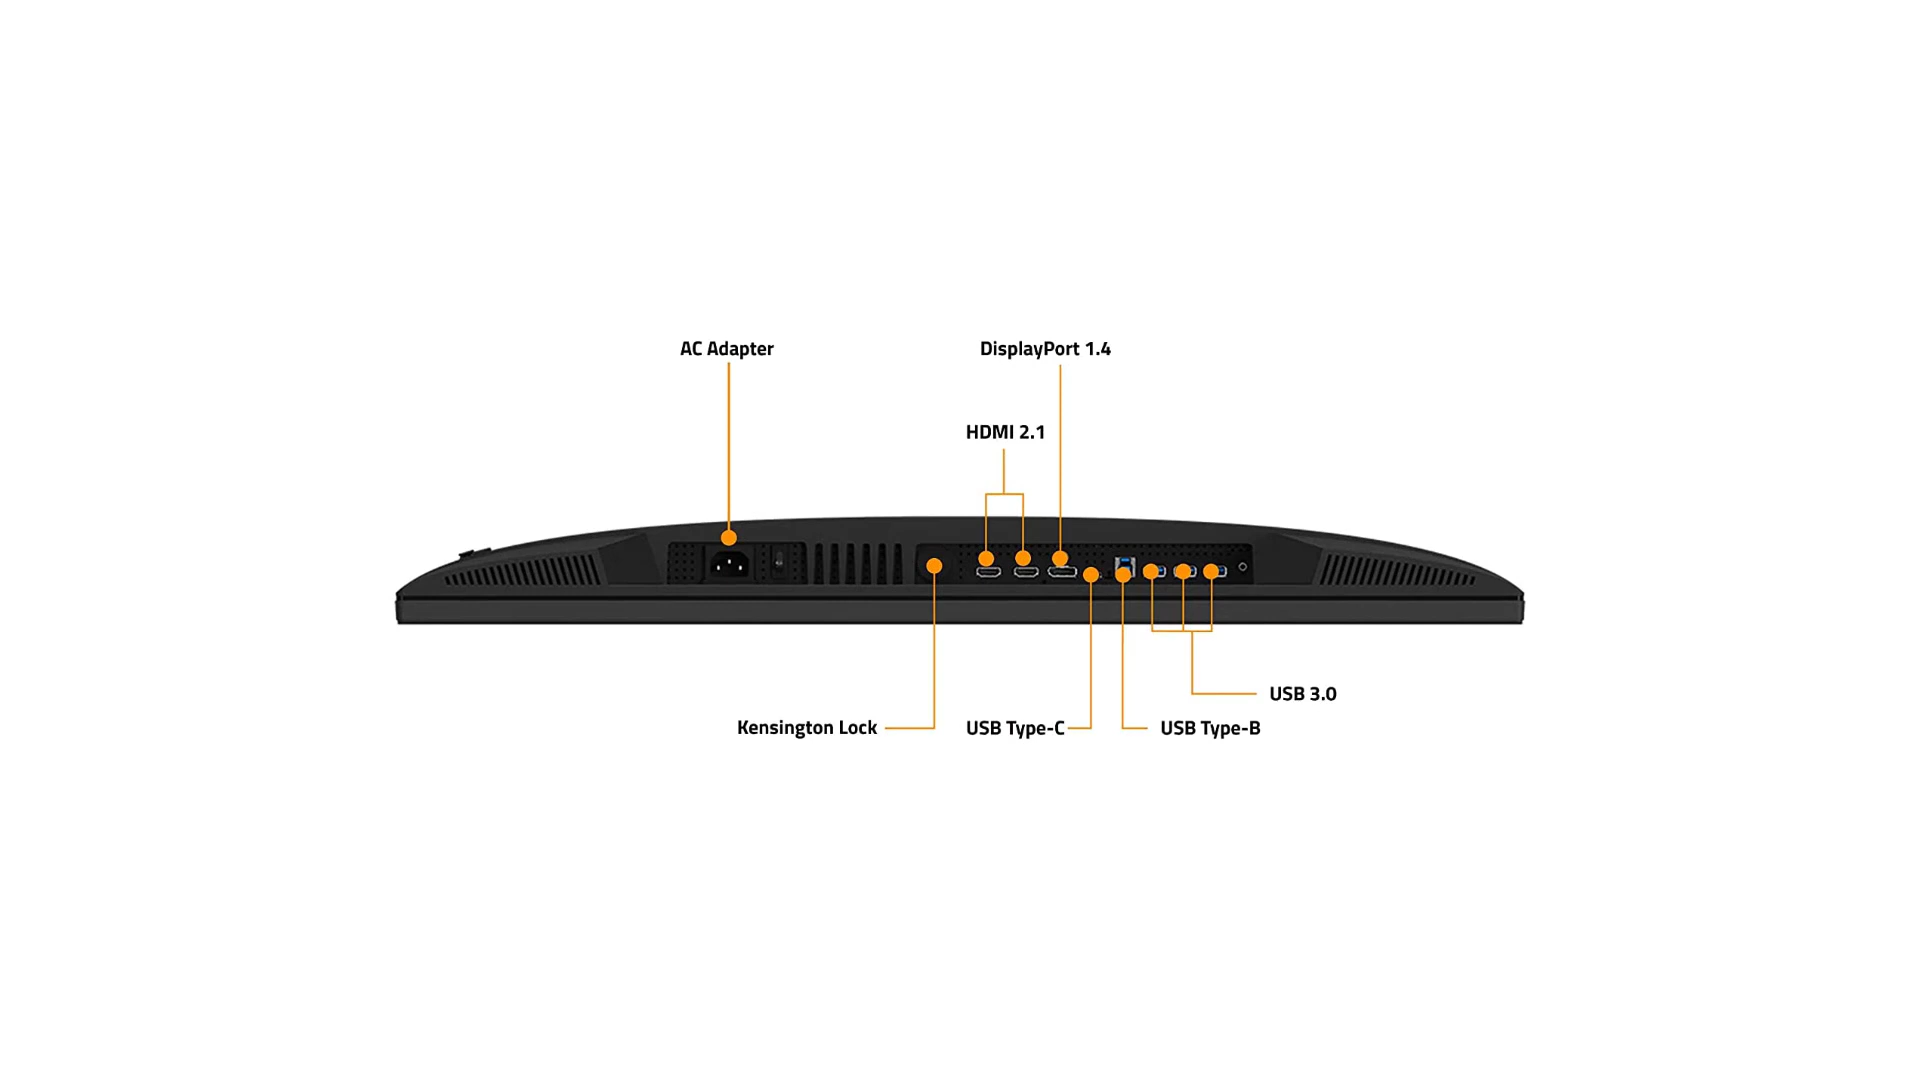 AC Adapter
DisplayPort 1.4
HDMI 2.1
USB 3.0
Kensington Lock
USB Type-C
USB Type-B